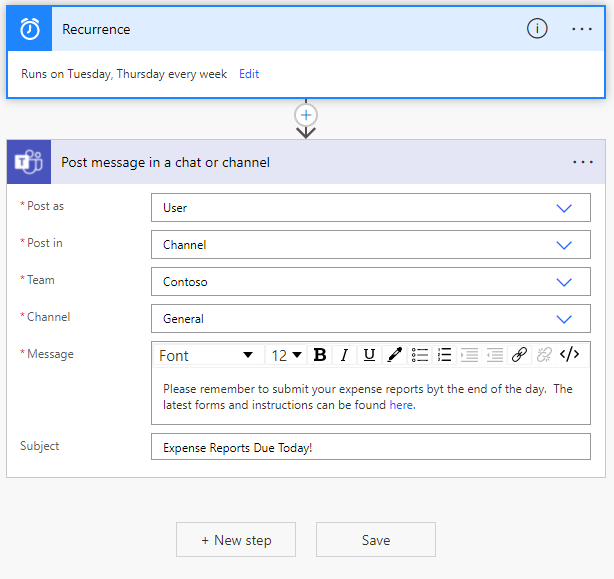 Recurrence
Runs on Tuesday, Thursday every week Edit
Post message in a chat or channel
* Post as
User
* Post in
Channel
* Team
Contoso
* Channel
General
* Message
Font 12 B I U </>
Please remember to submit your expense reports byt the end of the day. The
latest forms and instructions can be found here.
Subject
Expense Reports Due Today!
+ New step
Save